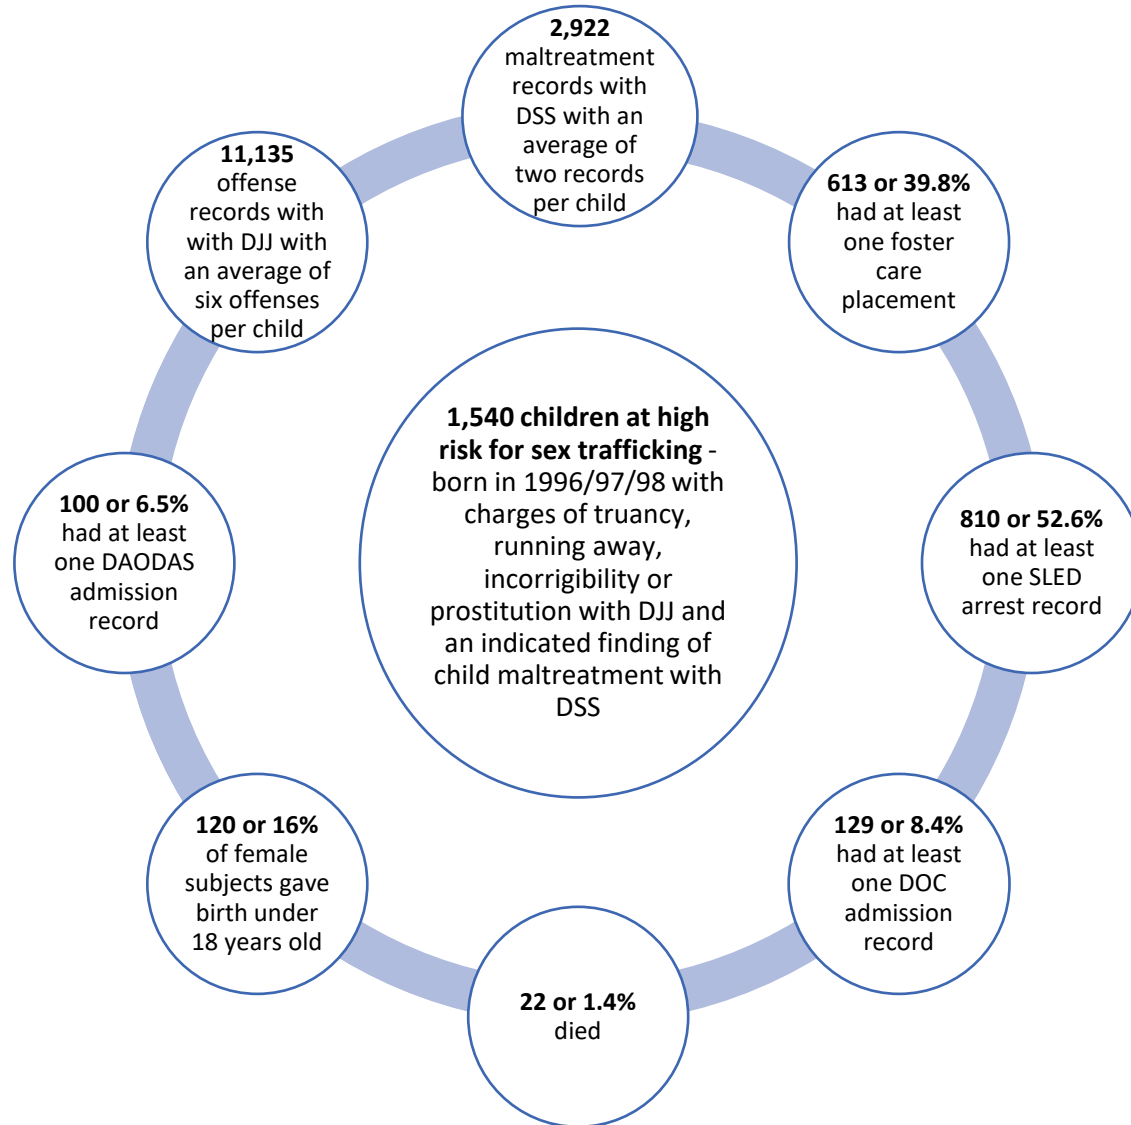 2,922
maltreatment
records with
DSS with an
average of
two records
per child
613 or 39.8%
had at least
one foster
care
placement
810 or 52.6%
had at least
one SLED
arrest record
129 or 8.4%
had at least
one DOC
admission
record
22 or 1.4%
died
120 or 16%
of female
subjects gave
birth under
18 years old
100 or 6.5%
had at least
one DAODAS
admission
record
11,135
offense
records with
with DJJ with
an average of
six offenses
per child
1,540 children at high
risk for sex trafficking -
born in 1996/97/98 with
charges of truancy,
running away,
incorrigibility or
prostitution with DJJ and
an indicated finding of
child maltreatment with
DSS